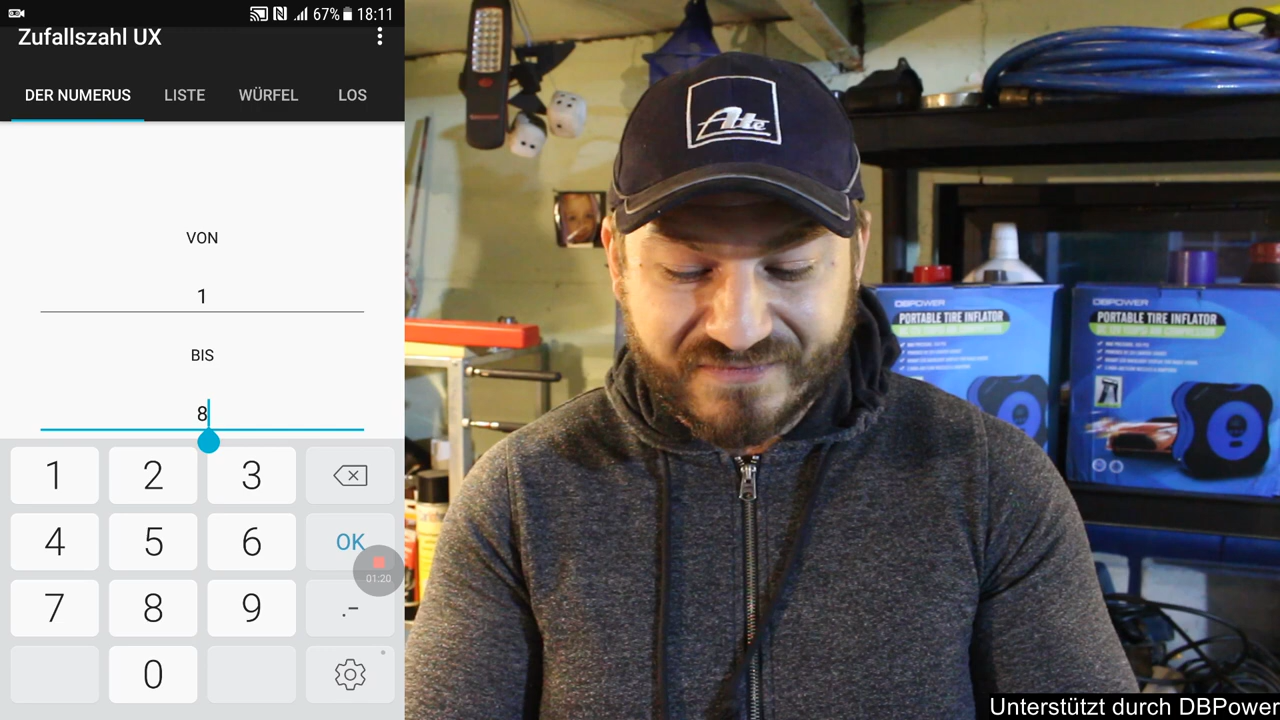 67% 18:11
Zufallszahl UX
DER NUMERUS LISTE WÜRFEL LOS
VON
1
BIS
8
1 2 3
4 5 6 OK
01:20
7 8 9 .-
0
Ate
DBPOWER
PORTABLE TIRE INFLATOR
DBPOWER
PORTABLE TIRE INFLATOR
Unterstützt durch DBPower